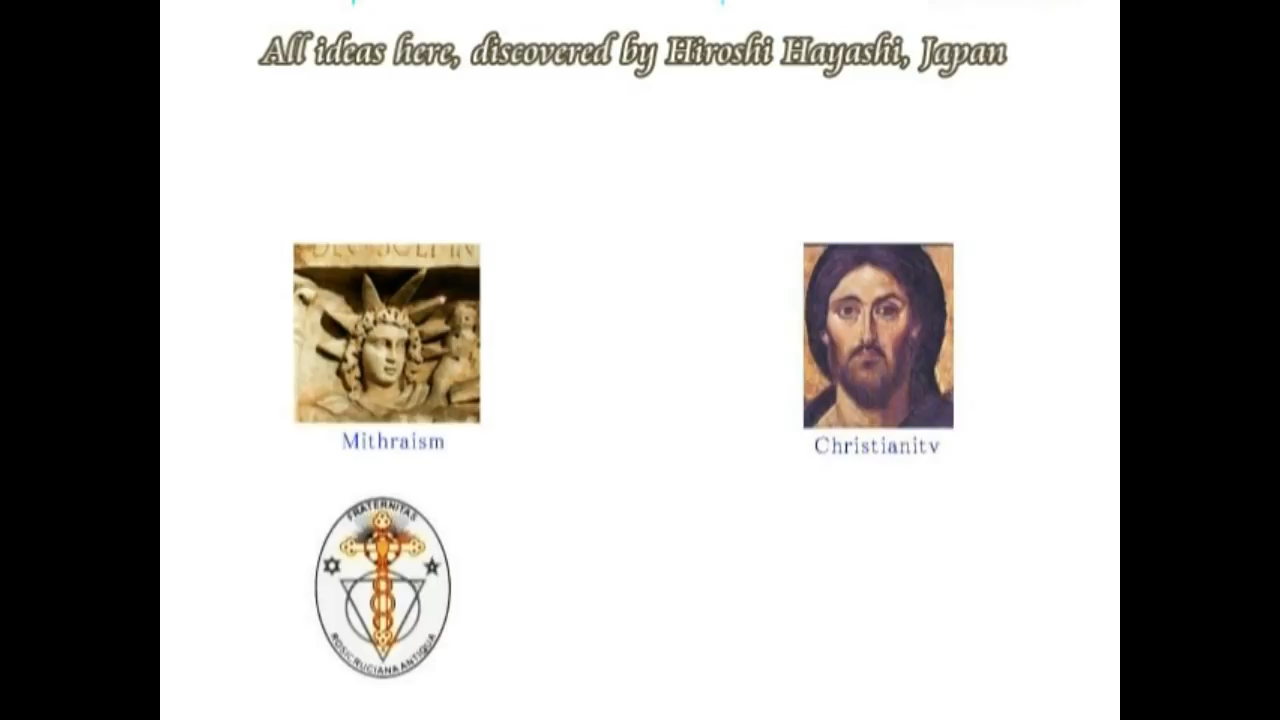 All ideas here, discovered by Hiroshi Hayashi, Japan
Mithraism
Christianity
FRATERNITAS
ROSICRUCIANA ANTIQUA